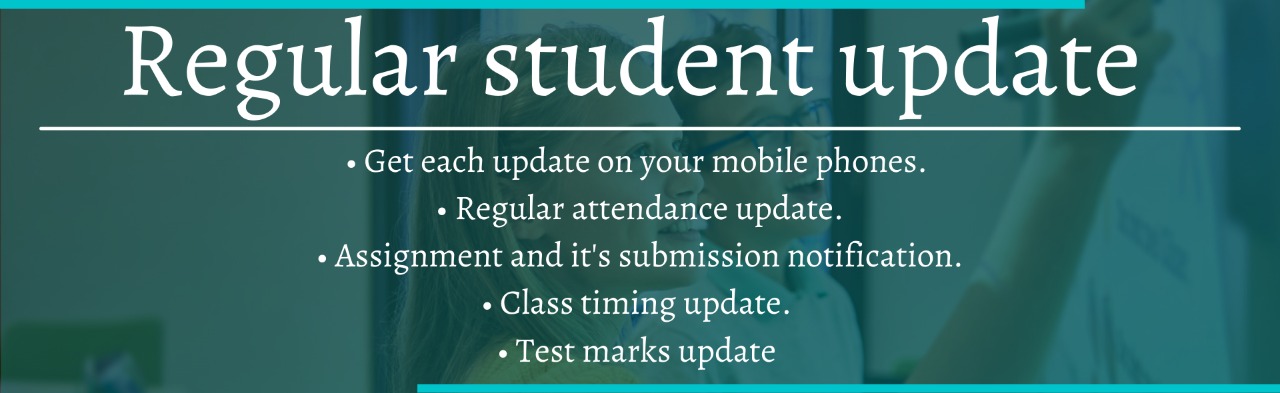 Regular student update
• Get each update on your mobile phones.
• Regular attendance update.
• Assignment and it's submission notification.
• Class timing update.
• Test marks update